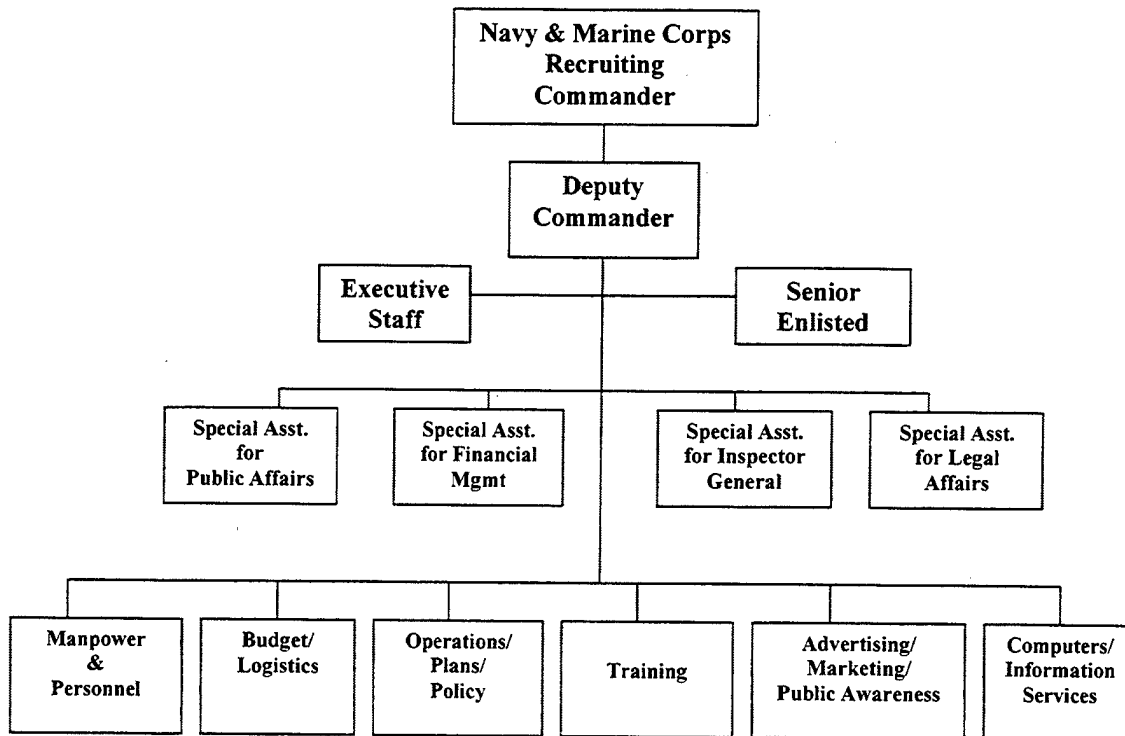 Navy & Marine Corps
Recruiting
Commander
Deputy
Commander
Executive
Staff
Senior
Enlisted
Special Asst.
for
Public Affairs
Special Asst.
for Financial
Mgmt
Special Asst.
for Inspector
General
Special Asst.
for Legal
Affairs
Manpower
&
Personnel
Budget/
Logistics
Operations/
Plans/
Policy
Training
Advertising/
Marketing/
Public Awareness
Computers/
Information
Services